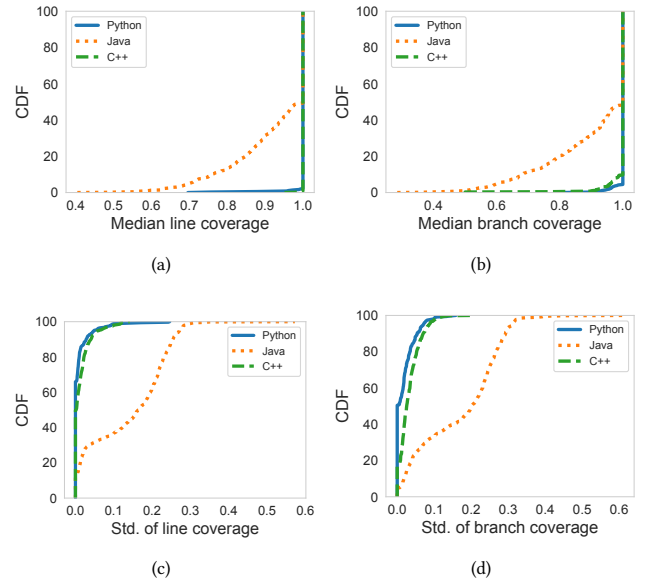 100
80
60
40
20
0
CDF
Python
Java
C++
0.4 0.5 0.6 0.7 0.8 0.9 1.0
Median line coverage
(a)
100
80
60
40
20
0
CDF
Python
Java
C++
0.4 0.6 0.8 1.0
Median branch coverage
(b)
100
80
60
40
20
0
CDF
Python
Java
C++
0.0 0.1 0.2 0.3 0.4 0.5 0.6
Std. of line coverage
(c)
100
80
60
40
20
0
CDF
Python
Java
C++
0.0 0.1 0.2 0.3 0.4 0.5 0.6
Std. of branch coverage
(d)